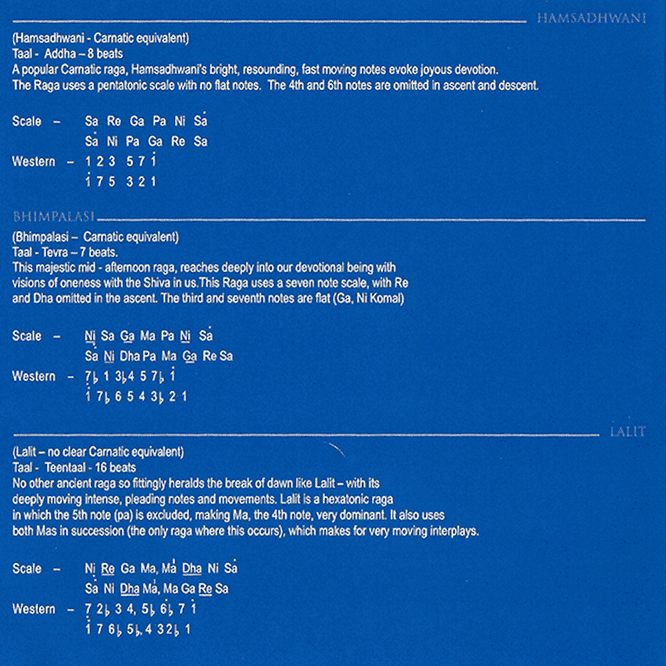 HAMSADHWANI
(Hamsadhwani - Carnatic equivalent)
Taal - Addha – 8 beats
A popular Carnatic raga, Hamsadhwani's bright, resounding, fast moving notes evoke joyous devotion.
The Raga uses a pentatonic scale with no flat notes. The 4th and 6th notes are omitted in ascent and descent.
Scale – Sa Re Ga Pa Ni Ṡa
Ṡa Ni Pa Ga Re Sa
Western – 1 2 3 5 7 1̇
1̇ 7 5 3 2 1
BHIMPALASI
(Bhimpalasi – Carnatic equivalent)
Taal - Tevra – 7 beats.
This majestic mid - afternoon raga, reaches deeply into our devotional being with
visions of oneness with the Shiva in us.This Raga uses a seven note scale, with Re
and Dha omitted in the ascent. The third and seventh notes are flat (Ga, Ni Komal)
Scale – Ṇi Sa Ga Ma Pa Ni Ṡa
Ṡa Ni Dha Pa Ma Ga Re Sa
Western – 7♭ 1 3♭4 5 7♭ 1̇
1̇ 7♭ 6 5 4 3♭ 2 1
LALIT
(Lalit – no clear Carnatic equivalent)
Taal - Teentaal - 16 beats
No other ancient raga so fittingly heralds the break of dawn like Lalit – with its
deeply moving intense, pleading notes and movements. Lalit is a hexatonic raga
in which the 5th note (pa) is excluded, making Ma, the 4th note, very dominant. It also uses
both Mas in succession (the only raga where this occurs), which makes for very moving interplays.
Scale – Ṇi Re Ga Ma, Ma̍ Dha Ni Ṡa
Ṡa Ni Dha Ma̍, Ma Ga Re Sa
Western – 7 2♭ 3 4, 5♭ 6♭ 7 1̇
1̇ 7 6♭ 5♭, 4 3 2♭ 1